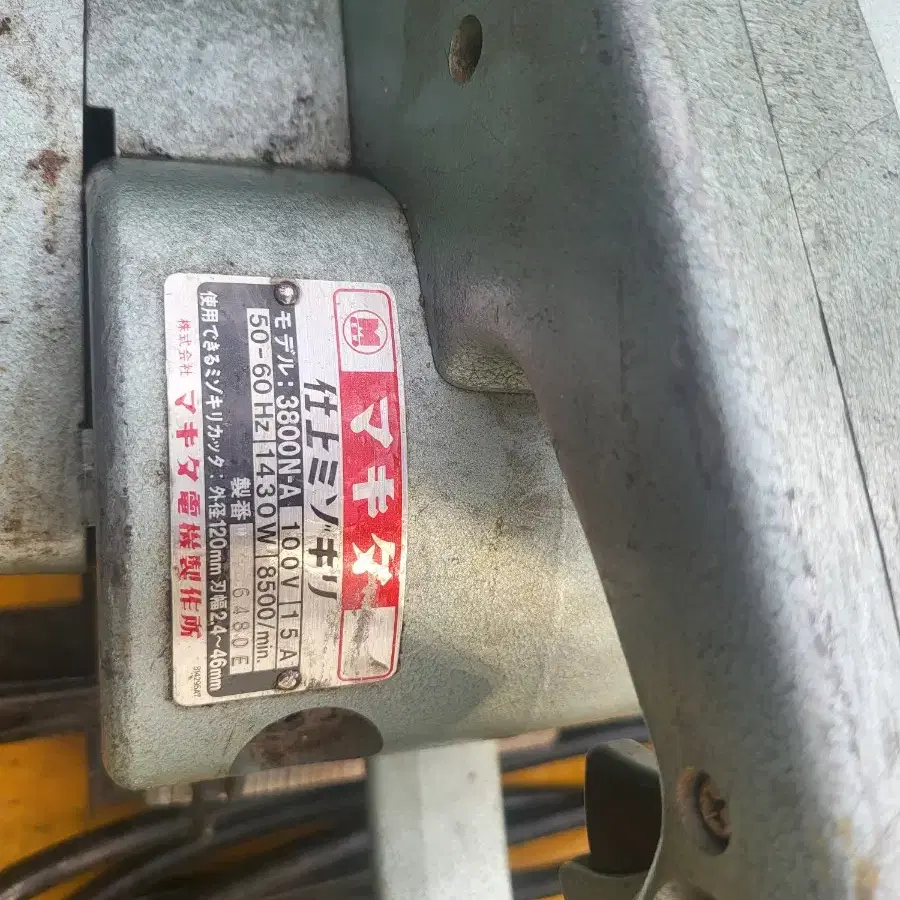 マキタ
仕上ミゾキリ
モデル:3800N-A 100V 15A
50-60Hz 1430W 8500/min.
製番 6480E
使用できるミゾキリカッタ:外径120mm 刃幅2.4~46mm
株式会社 マキタ電機製作所